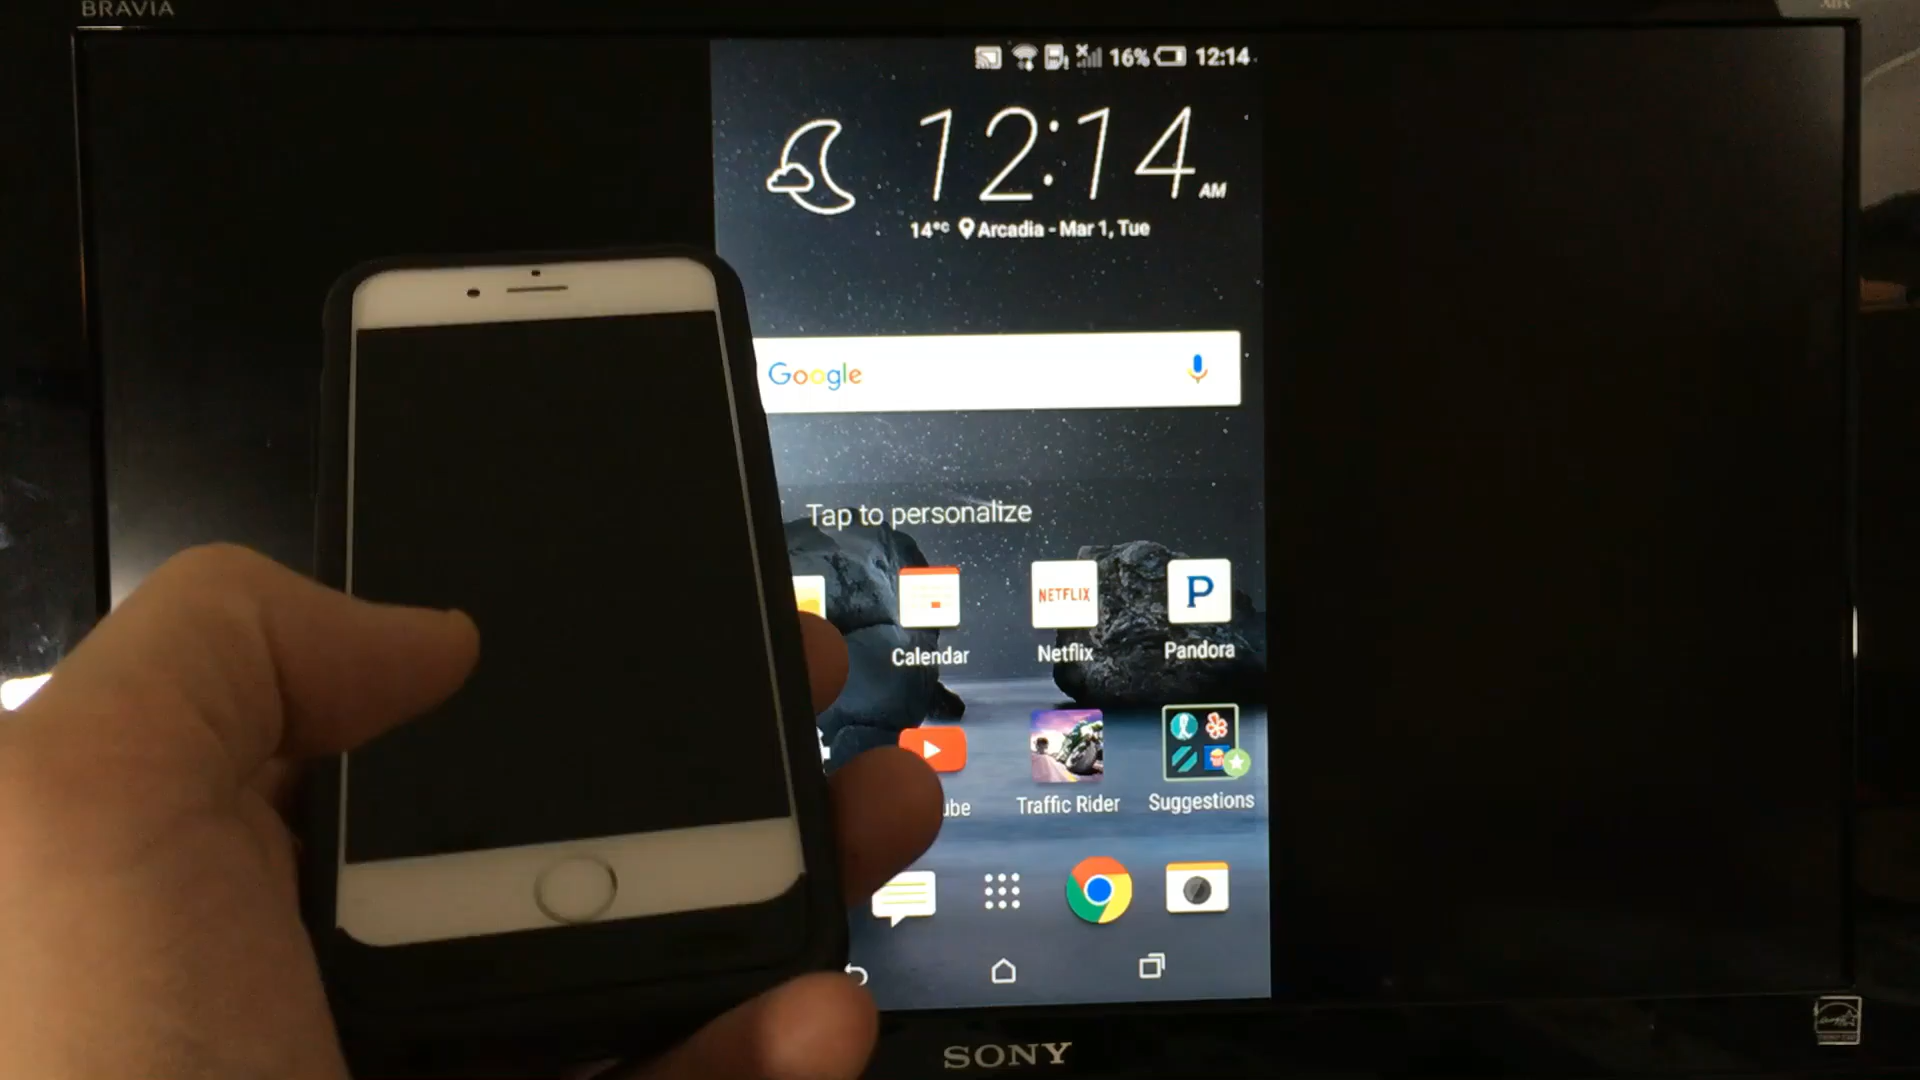 BRAVIA
16% 12:14
12:14 AM
14°C Arcadia - Mar 1, Tue
Google
Tap to personalize
NETFLIX
P
Calendar Netflix Pandora
ube Traffic Rider Suggestions
SONY